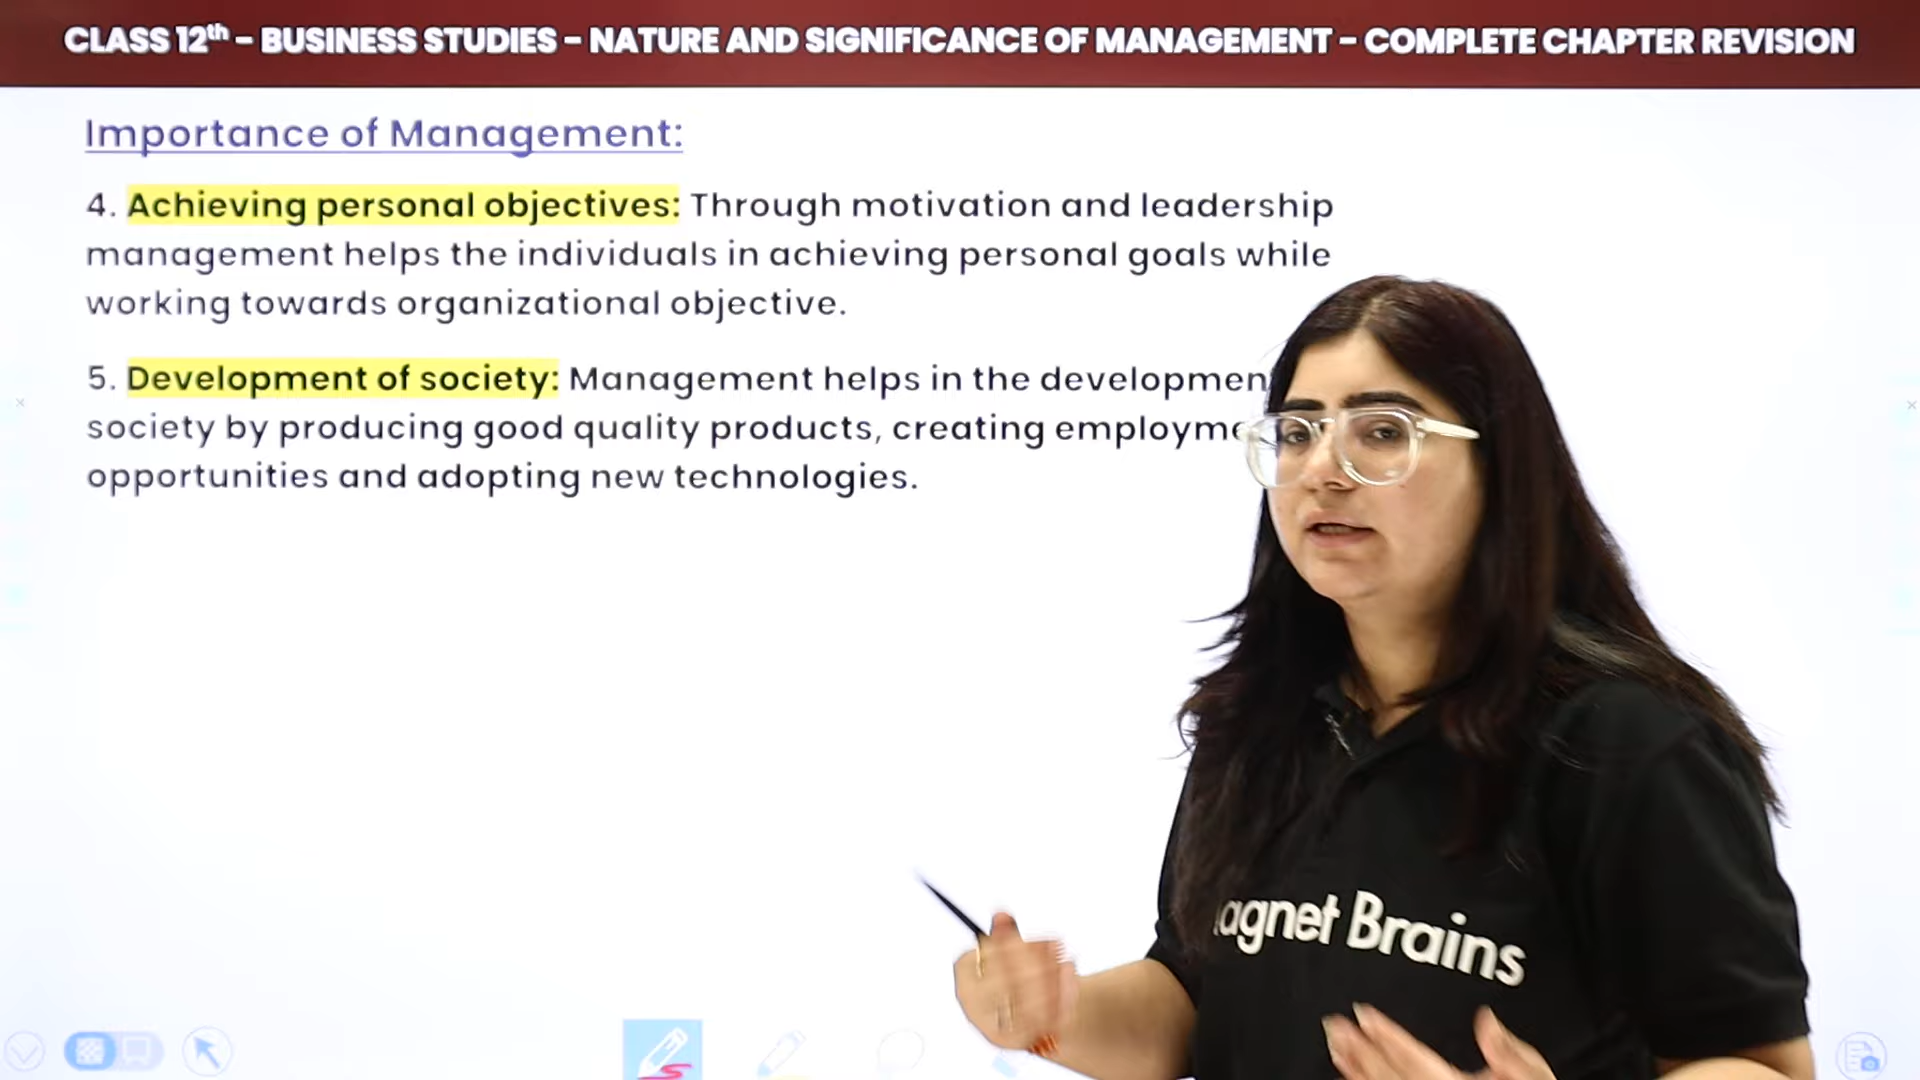 CLASS 12th – BUSINESS STUDIES – NATURE AND SIGNIFICANCE OF MANAGEMENT – COMPLETE CHAPTER REVISION
Importance of Management:
4. Achieving personal objectives: Through motivation and leadership
management helps the individuals in achieving personal goals while
working towards organizational objective.
5. Development of society: Management helps in the
society by producing good quality products, creating
opportunities and adopting new technologies.
Brains